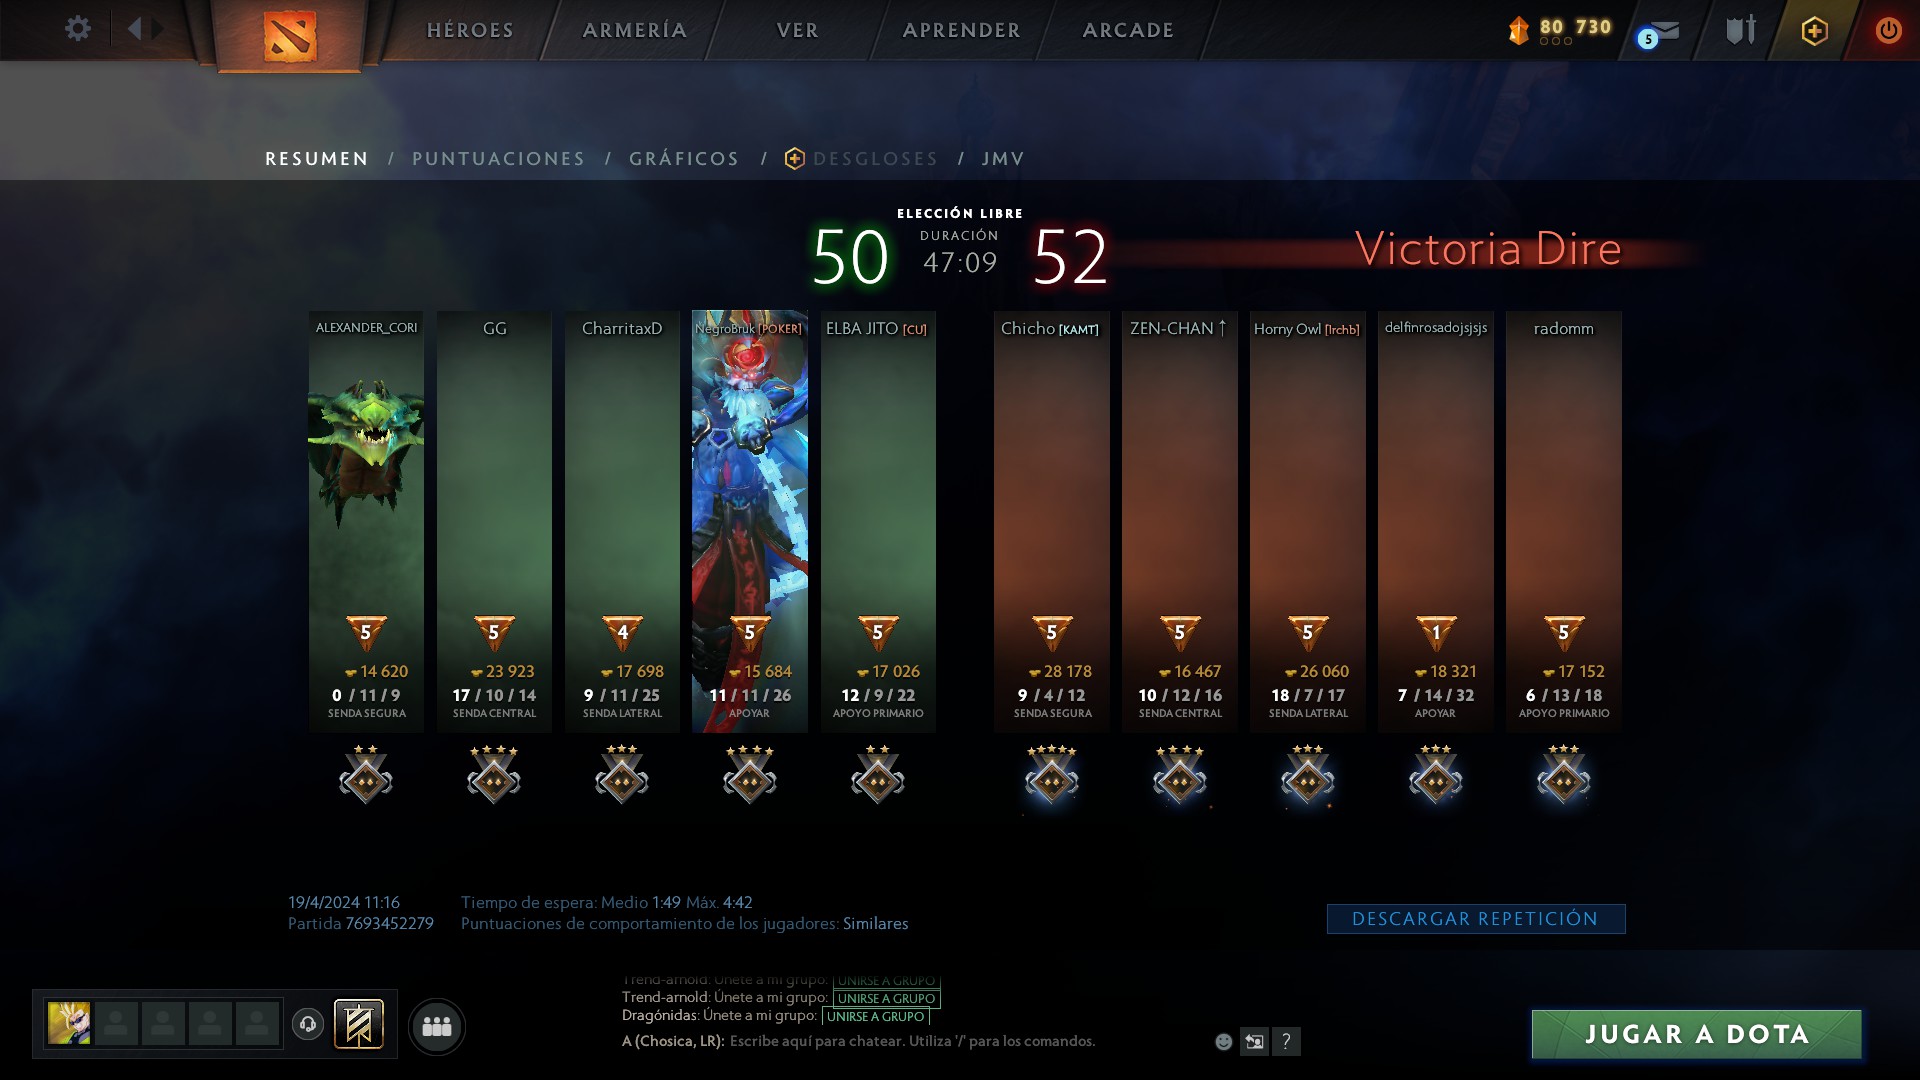 HÉROES ARMERÍA VER APRENDER ARCADE 80 730 5
RESUMEN / PUNTUACIONES / GRÁFICOS / DESGLOSES / JMV
ELECCIÓN LIBRE
50 DURACIÓN 52 Victoria Dire
47:09
ALEXANDER_CORI GG CharritaxD NegroBruk [POKER] ELBA JITO [CU] Chicho [KAMT] ZEN-CHAN ↑ Horny Owl [lrchb] delfinrosadojsjsjs radomm
5 5 4 5 5 5 5 5 1 5
14 620 23 923 17 698 15 684 17 026 28 178 16 467 26 060 18 321 17 152
0 / 11 / 9 17 / 10 / 14 9 / 11 / 25 11 / 11 / 26 12 / 9 / 22 9 / 4 / 12 10 / 12 / 16 18 / 7 / 17 7 / 14 / 32 6 / 13 / 18
SENDA SEGURA SENDA CENTRAL SENDA LATERAL APOYAR APOYO PRIMARIO SENDA SEGURA SENDA CENTRAL SENDA LATERAL APOYAR APOYO PRIMARIO
19/4/2024 11:16 Tiempo de espera: Medio 1:49 Máx. 4:42
Partida 7693452279 Puntuaciones de comportamiento de los jugadores: Similares
DESCARGAR REPETICIÓN
Trend-arnold: Únete a mi grupo: UNIRSE A GRUPO
Trend-arnold: Únete a mi grupo: UNIRSE A GRUPO
Dragónidas: Únete a mi grupo: UNIRSE A GRUPO
A (Chosica, LR): Escribe aquí para chatear. Utiliza '/' para los comandos.
?
JUGAR A DOTA